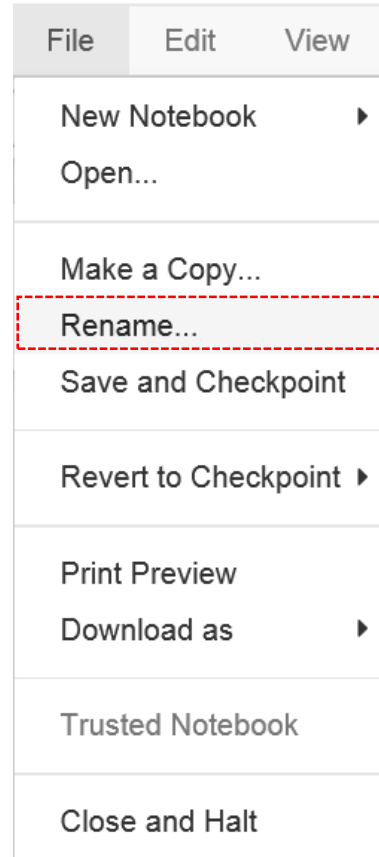 File Edit View
New Notebook
Open...
Make a Copy...
Rename...
Save and Checkpoint
Revert to Checkpoint
Print Preview
Download as
Trusted Notebook
Close and Halt